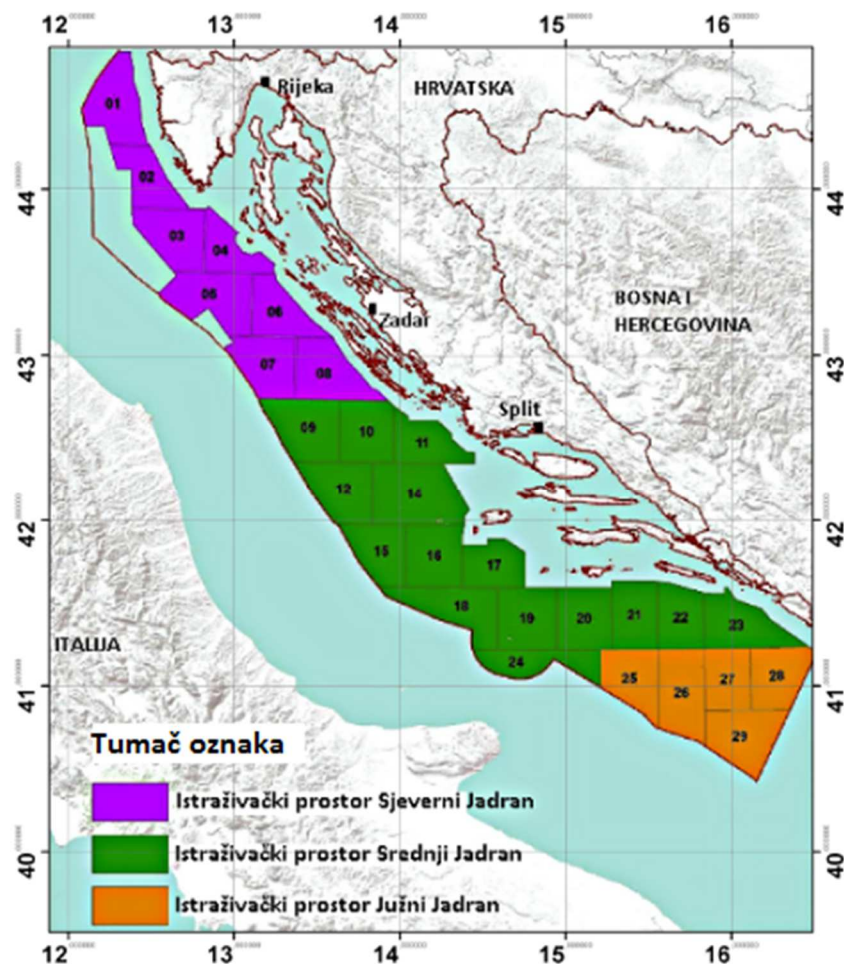 12 13 14 15 16
01
Rijeka
HRVATSKA
44
02
44
03
04
05
06
BOSNA I
HERCEGOVINA
Zadar
43
43
07
08
Split
09
10
11
12
14
42
42
15
16
17
18
19
20
21
22
23
ITALIJA
24
41
25
26
27
28
41
29
Tumač oznaka
Istraživački prostor Sjeverni Jadran
Istraživački prostor Srednji Jadran
Istraživački prostor Južni Jadran
40
40
12 13 14 15 16